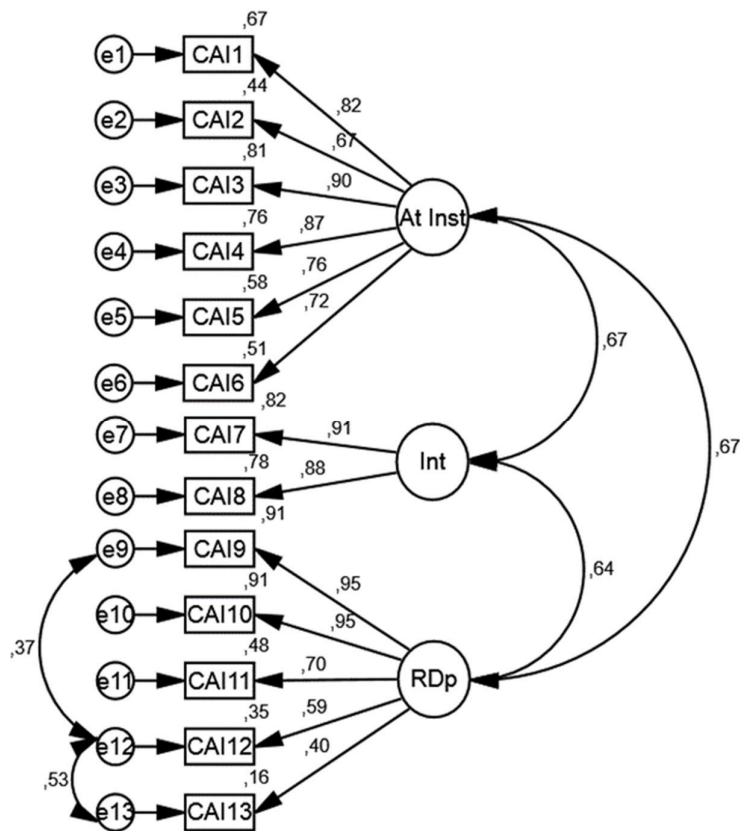 ,67
e1 CAI1
,44 ,82
e2 CAI2 ,67
,81
e3 CAI3 ,90
At Inst
,76 ,87
e4 CAI4
,58 ,76
e5 CAI5 ,72
,51
e6 CAI6 ,67
,82
e7 CAI7 ,91
,67
Int
,78 ,88
e8 CAI8
,91
e9 CAI9
,64
,91 ,95
e10 CAI10 ,95
,37
,48
e11 CAI11 ,70
RDp
,35 ,59
e12 CAI12 ,40
,53
,16
e13 CAI13